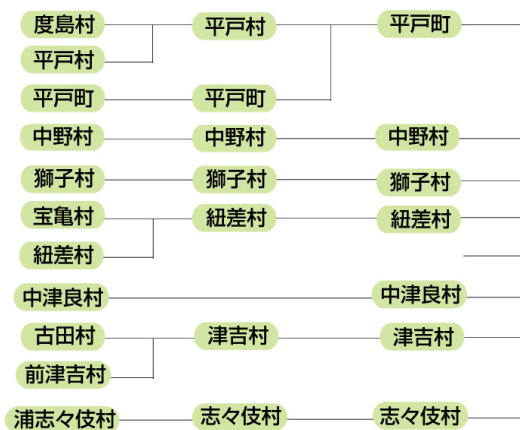 度島村 平戸村 平戸町
平戸村
平戸町 平戸町
中野村 中野村 中野村
獅子村 獅子村 獅子村
宝亀村 紐差村 紐差村
紐差村
中津良村 中津良村
古田村 津吉村 津吉村
前津吉村
浦志々伎村 志々伎村 志々伎村